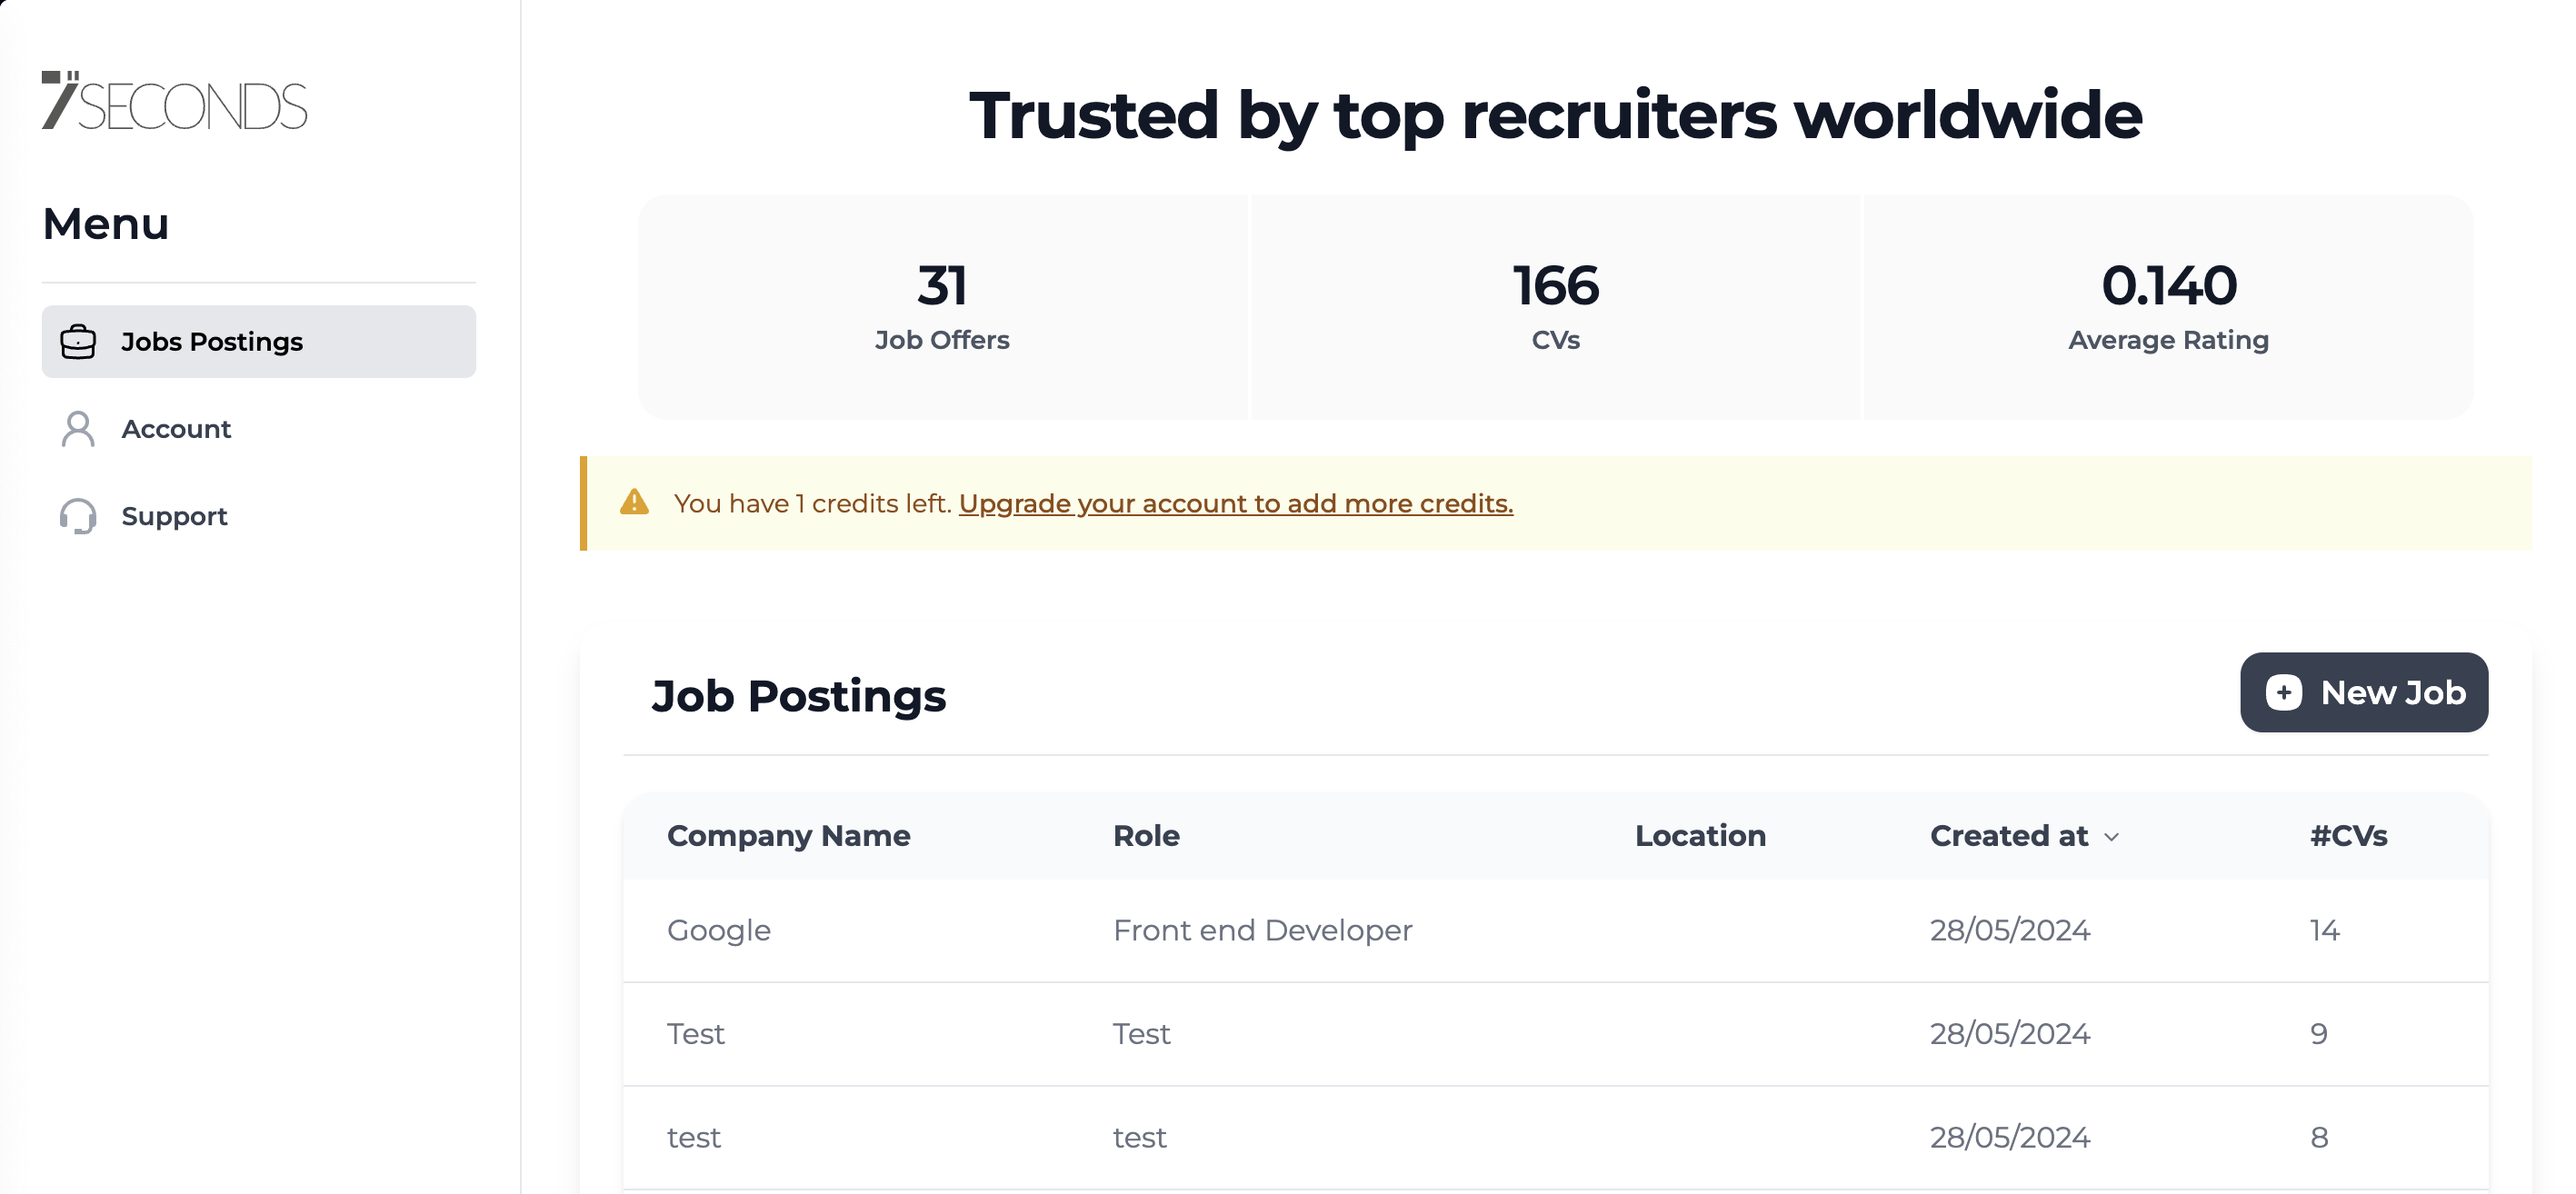 7SECONDS
Menu
Jobs Postings
Account
Support
Trusted by top recruiters worldwide
31
Job Offers
166
CVs
0.140
Average Rating
You have 1 credits left. Upgrade your account to add more credits.
Job Postings
New Job
Company Name Role Location Created at #CVs
Google Front end Developer 28/05/2024 14
Test Test 28/05/2024 9
test test 28/05/2024 8